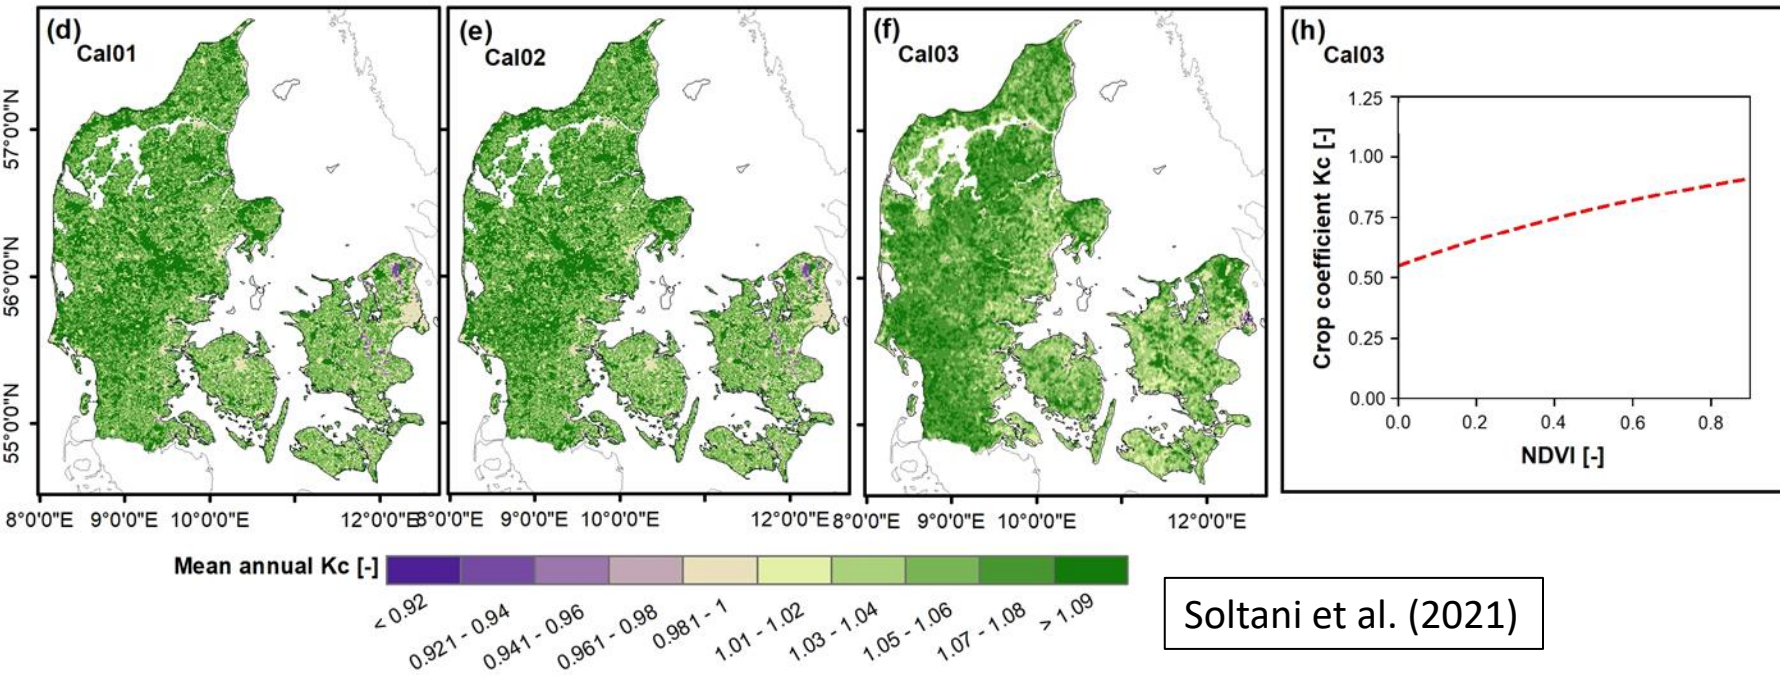 (d)
Cal01
(e)
Cal02
(f)
Cal03
(h)
Cal03
57°0'0"N
56°0'0"N
55°0'0"N
8°0'0"E 9°0'0"E 10°0'0"E 12°0'0"E
8°0'0"E 9°0'0"E 10°0'0"E 12°0'0"E
8°0'0"E 9°0'0"E 10°0'0"E 12°0'0"E
Crop coefficient Kc [-]
1.25
1.00
0.75
0.50
0.25
0.00
0.0 0.2 0.4 0.6 0.8
NDVI [-]
Mean annual Kc [-]
< 0.92
0.921 - 0.94
0.941 - 0.96
0.961 - 0.98
0.981 - 1
1.01 - 1.02
1.03 - 1.04
1.05 - 1.06
1.07 - 1.08
> 1.09
Soltani et al. (2021)